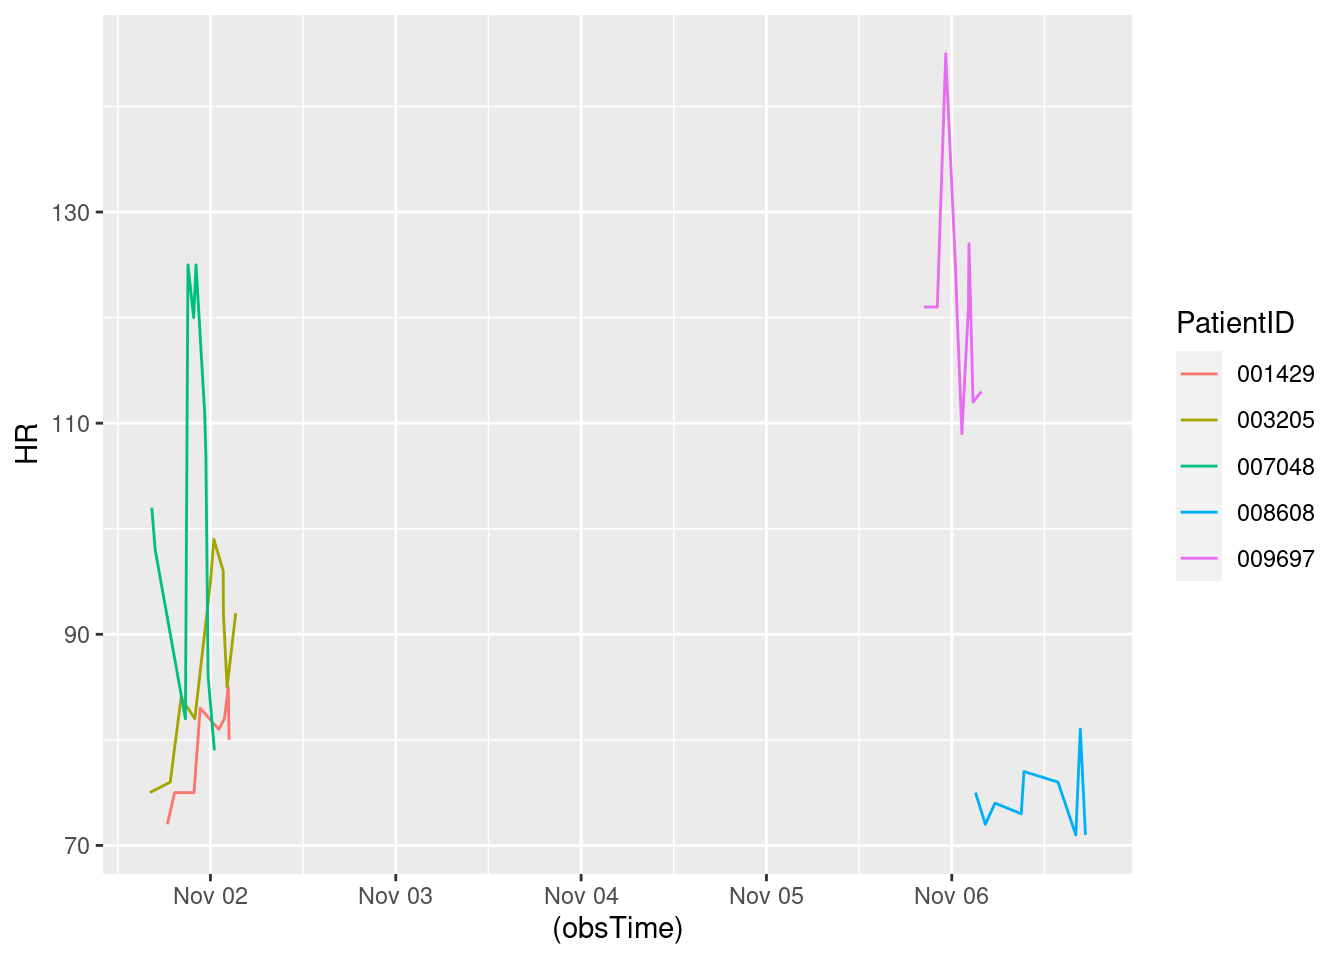 HR
130
110
90
70
Nov 02
Nov 03
Nov 04
Nov 05
Nov 06
(obsTime)
PatientID
001429
003205
007048
008608
009697